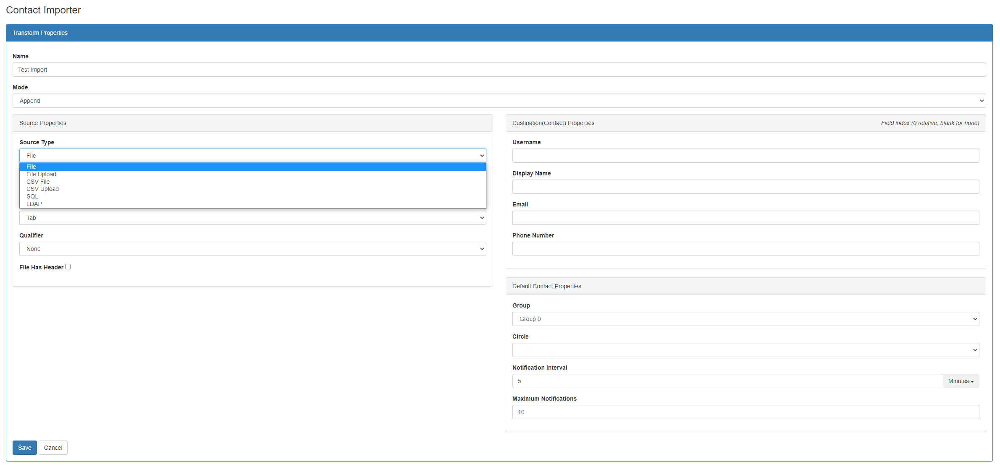 Contact Importer
Transform Properties
Name
Test Import
Mode
Append
Source Properties
Source Type
File
File
File Upload
CSV File
CSV Upload
SQL
LDAP
Tab
Qualifier
None
File Has Header
Destination(Contact) Properties Field index (0 relative, blank for none)
Username
Display Name
Email
Phone Number
Default Contact Properties
Group
Group 0
Circle
Notification Interval
5 Minutes
Maximum Notifications
10
Save Cancel